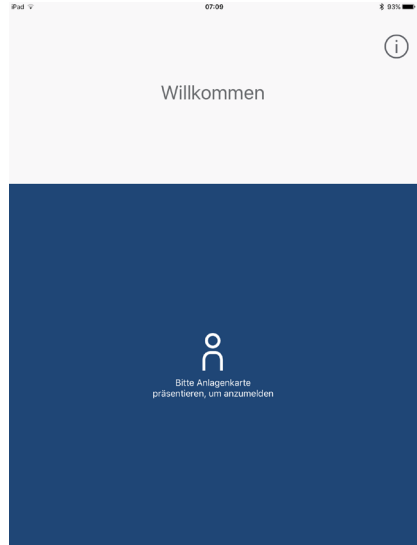 iPad
07:09
93%
i
Willkommen
Bitte Anlagenkarte
präsentieren, um anzumelden